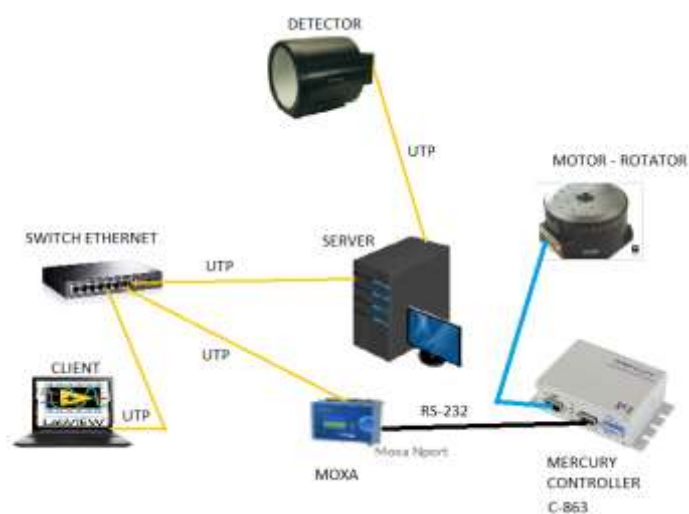 DETECTOR
UTP
MOTOR - ROTATOR
SWITCH ETHERNET
SERVER
UTP
UTP
CLIENT
UTP
LabVIEW
RS-232
Moxa Nport
MOXA
MERCURY
CONTROLLER
C-863